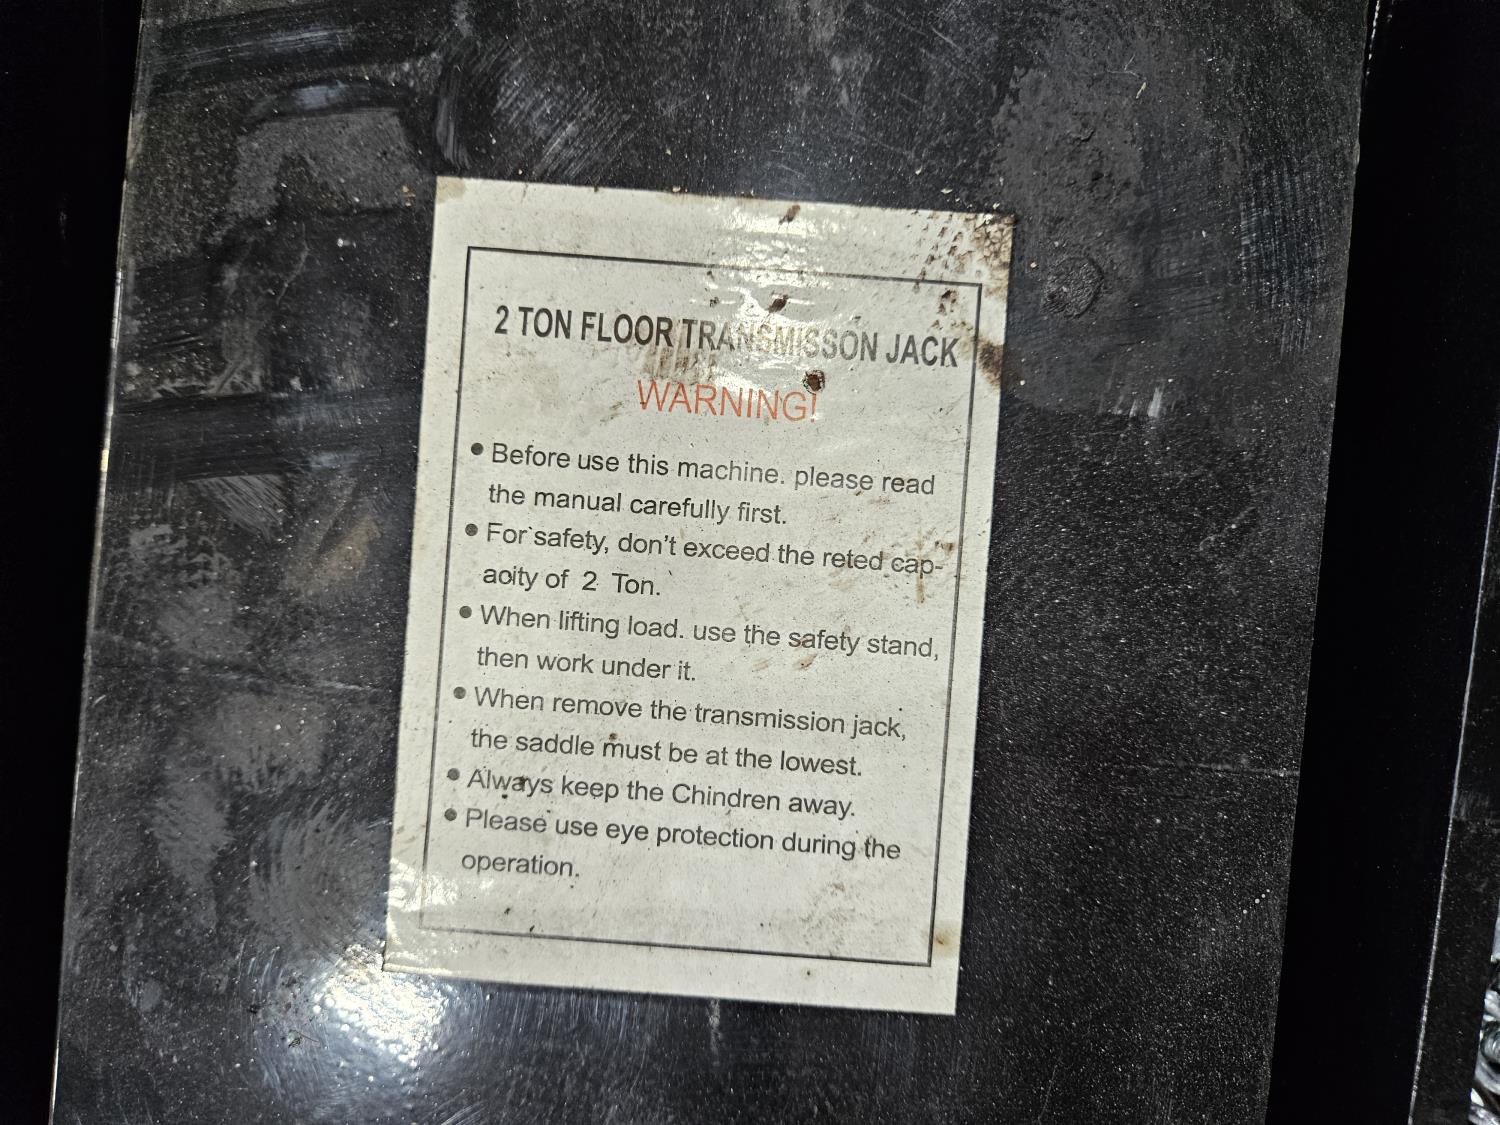 2 TON FLOOR TRANSMISSON JACK
WARNING!
● Before use this machine. please read
the manual carefully first.
● For safety, don't exceed the reted cap-
aoity of 2 Ton.
● When lifting load. use the safety stand,
then work under it.
● When remove the transmission jack,
the saddle must be at the lowest.
● Always keep the Chindren away.
● Please use eye protection during the
operation.